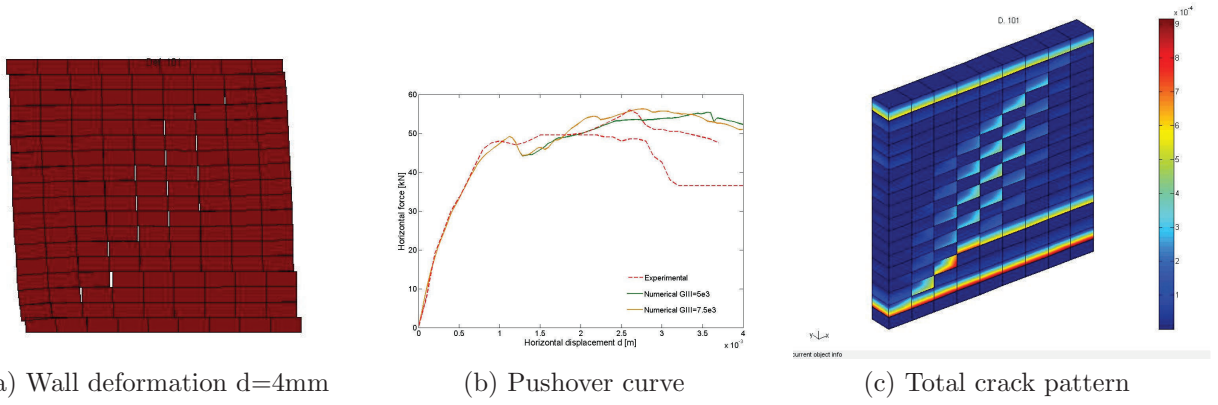 D. 101
x 10⁻⁴
9
8
7
6
5
4
3
2
1
y x
current object info
60
50
40
30
20
10
0
Horizontal force [kN]
Experimental
Numerical GIII=5e3
Numerical GIII=7.5e3
0 0.5 1 1.5 2 2.5 3 3.5 4
Horizontal displacement d [m]
x 10⁻³
) Wall deformation d=4mm
(b) Pushover curve
(c) Total crack pattern